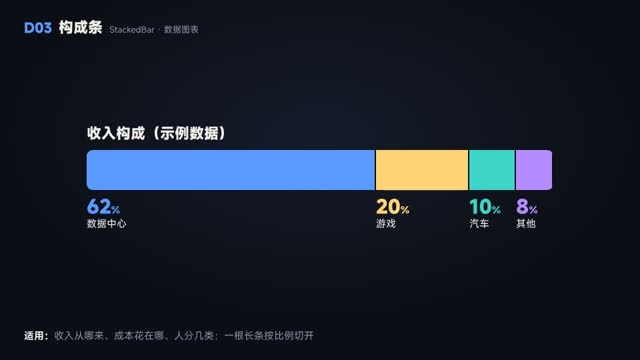 D03 构成条 StackedBar · 数据图表
收入构成（示例数据）
62% 20% 10% 8%
数据中心 游戏 汽车 其他
适用：收入从哪来、成本花在哪、人分几类：一根长条按比例切开